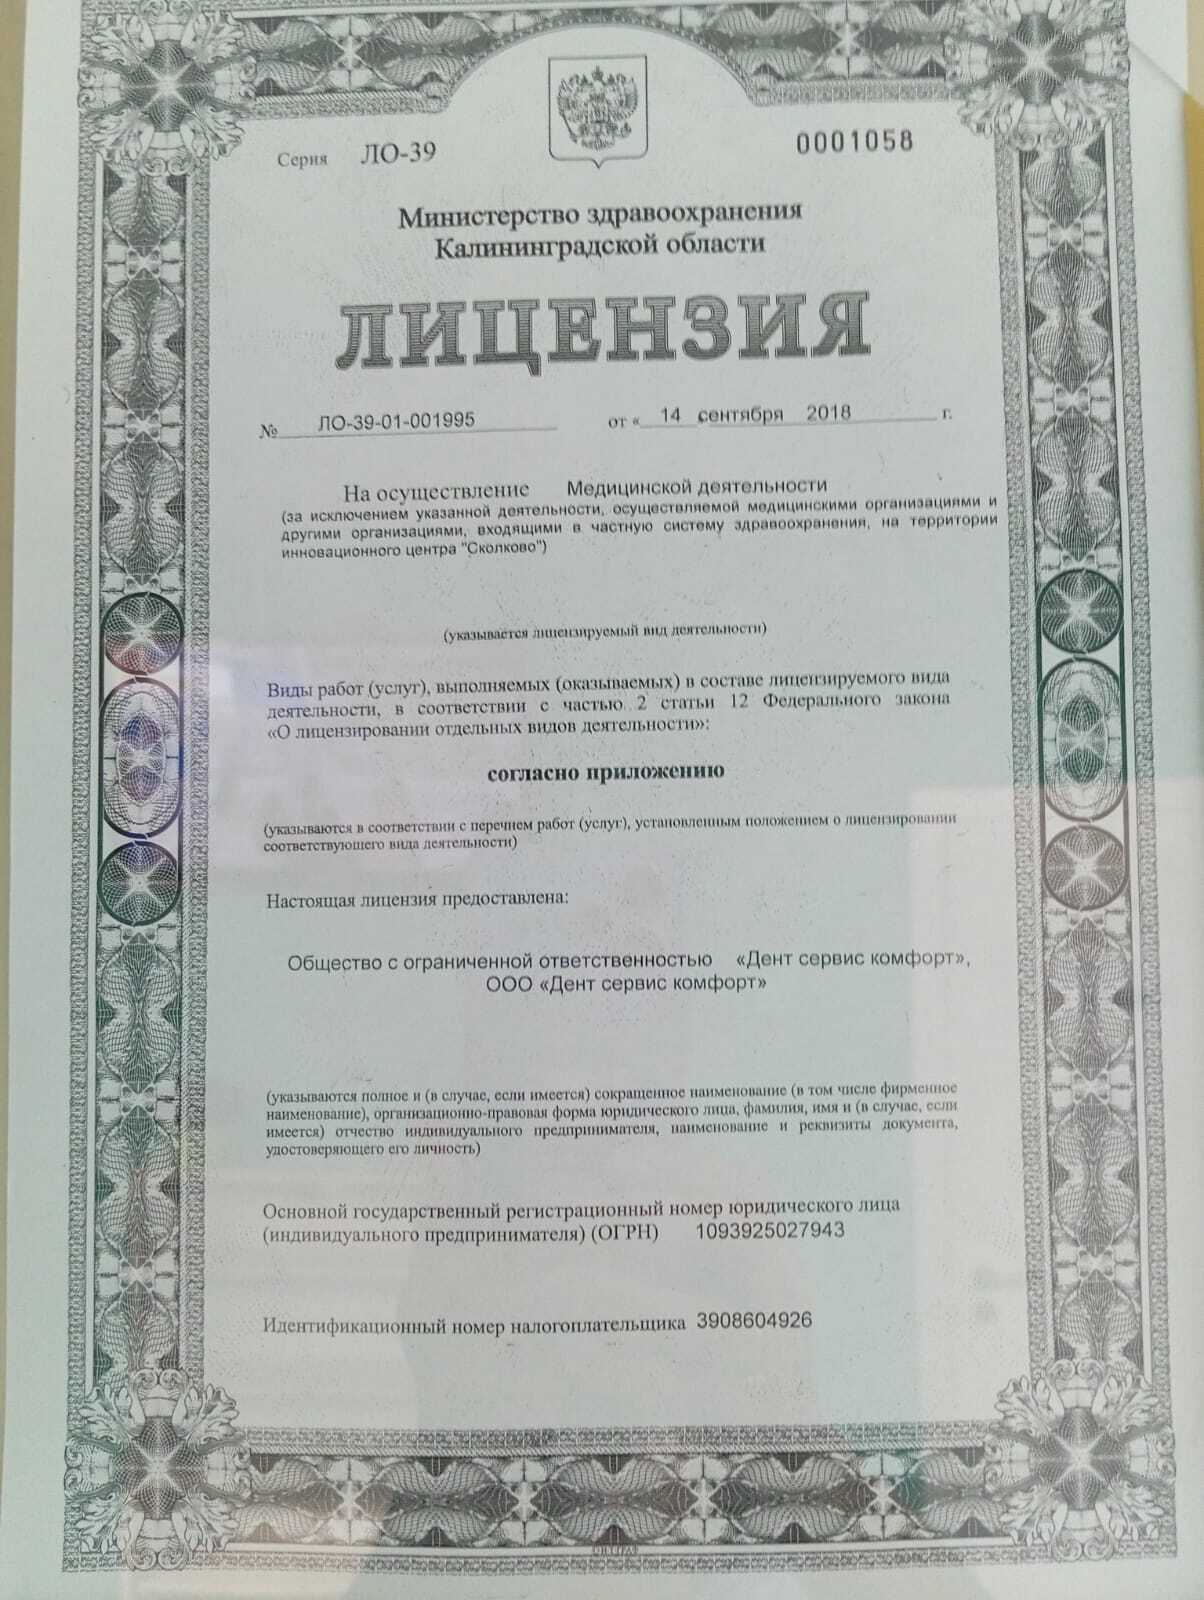 Серия ЛО-39 0001058
Министерство здравоохранения
Калининградской области
ЛИЦЕНЗИЯ
№ ЛО-39-01-001995 от « 14 сентября 2018 г.
На осуществление Медицинской деятельности
(за исключением указанной деятельности, осуществляемой медицинскими организациями и
другими организациями, входящими в частную систему здравоохранения, на территории
инновационного центра "Сколково")
(указывается лицензируемый вид деятельности)
Виды работ (услуг), выполняемых (оказываемых) в составе лицензируемого вида
деятельности, в соответствии с частью 2 статьи 12 Федерального закона
«О лицензировании отдельных видов деятельности»:
согласно приложению
(указываются в соответствии с перечнем работ (услуг), установленным положением о лицензировании
соответствующего вида деятельности)
Настоящая лицензия предоставлена:
Общество с ограниченной ответственностью «Дент сервис комфорт»,
ООО «Дент сервис комфорт»
(указываются полное и (в случае, если имеется) сокращенное наименование (в том числе фирменное
наименование), организационно-правовая форма юридического лица, фамилия, имя и (в случае, если
имеется) отчество индивидуального предпринимателя, наименование и реквизиты документа,
удостоверяющего его личность)
Основной государственный регистрационный номер юридического лица
(индивидуального предпринимателя) (ОГРН) 1093925027943
Идентификационный номер налогоплательщика 3908604926